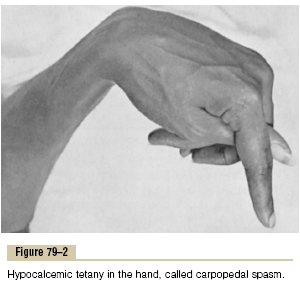 Figure 79–2
Hypocalcemic tetany in the hand, called carpopedal spasm.